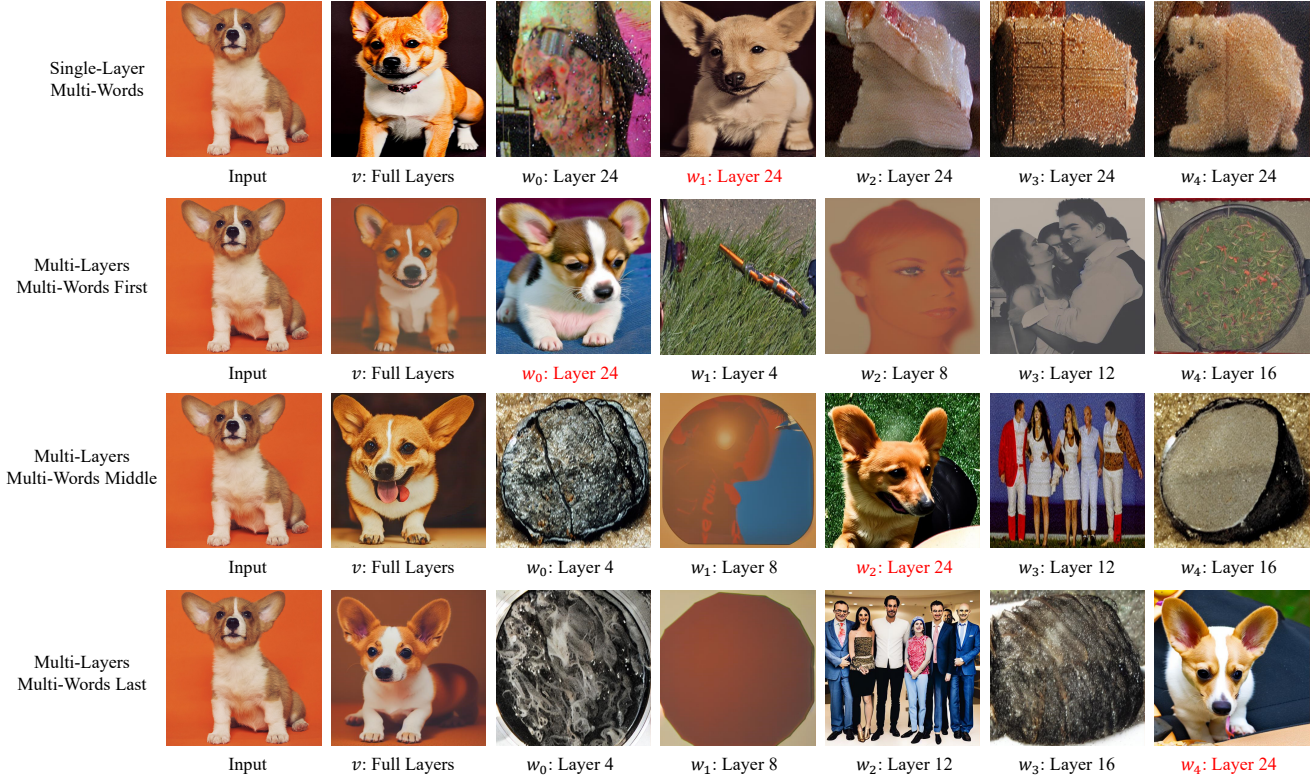 Single-Layer
Multi-Words
Input
v: Full Layers
w₀: Layer 24
w₁: Layer 24
w₂: Layer 24
w₃: Layer 24
w₄: Layer 24
Multi-Layers
Multi-Words First
Input
v: Full Layers
w₀: Layer 24
w₁: Layer 4
w₂: Layer 8
w₃: Layer 12
w₄: Layer 16
Multi-Layers
Multi-Words Middle
Input
v: Full Layers
w₀: Layer 4
w₁: Layer 8
w₂: Layer 24
w₃: Layer 12
w₄: Layer 16
Multi-Layers
Multi-Words Last
Input
v: Full Layers
w₀: Layer 4
w₁: Layer 8
w₂: Layer 12
w₃: Layer 16
w₄: Layer 24